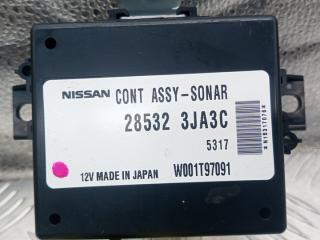 NISSAN CONT ASSY-SONAR
28532 3JA3C
5317
12V MADE IN JAPAN W001T97091